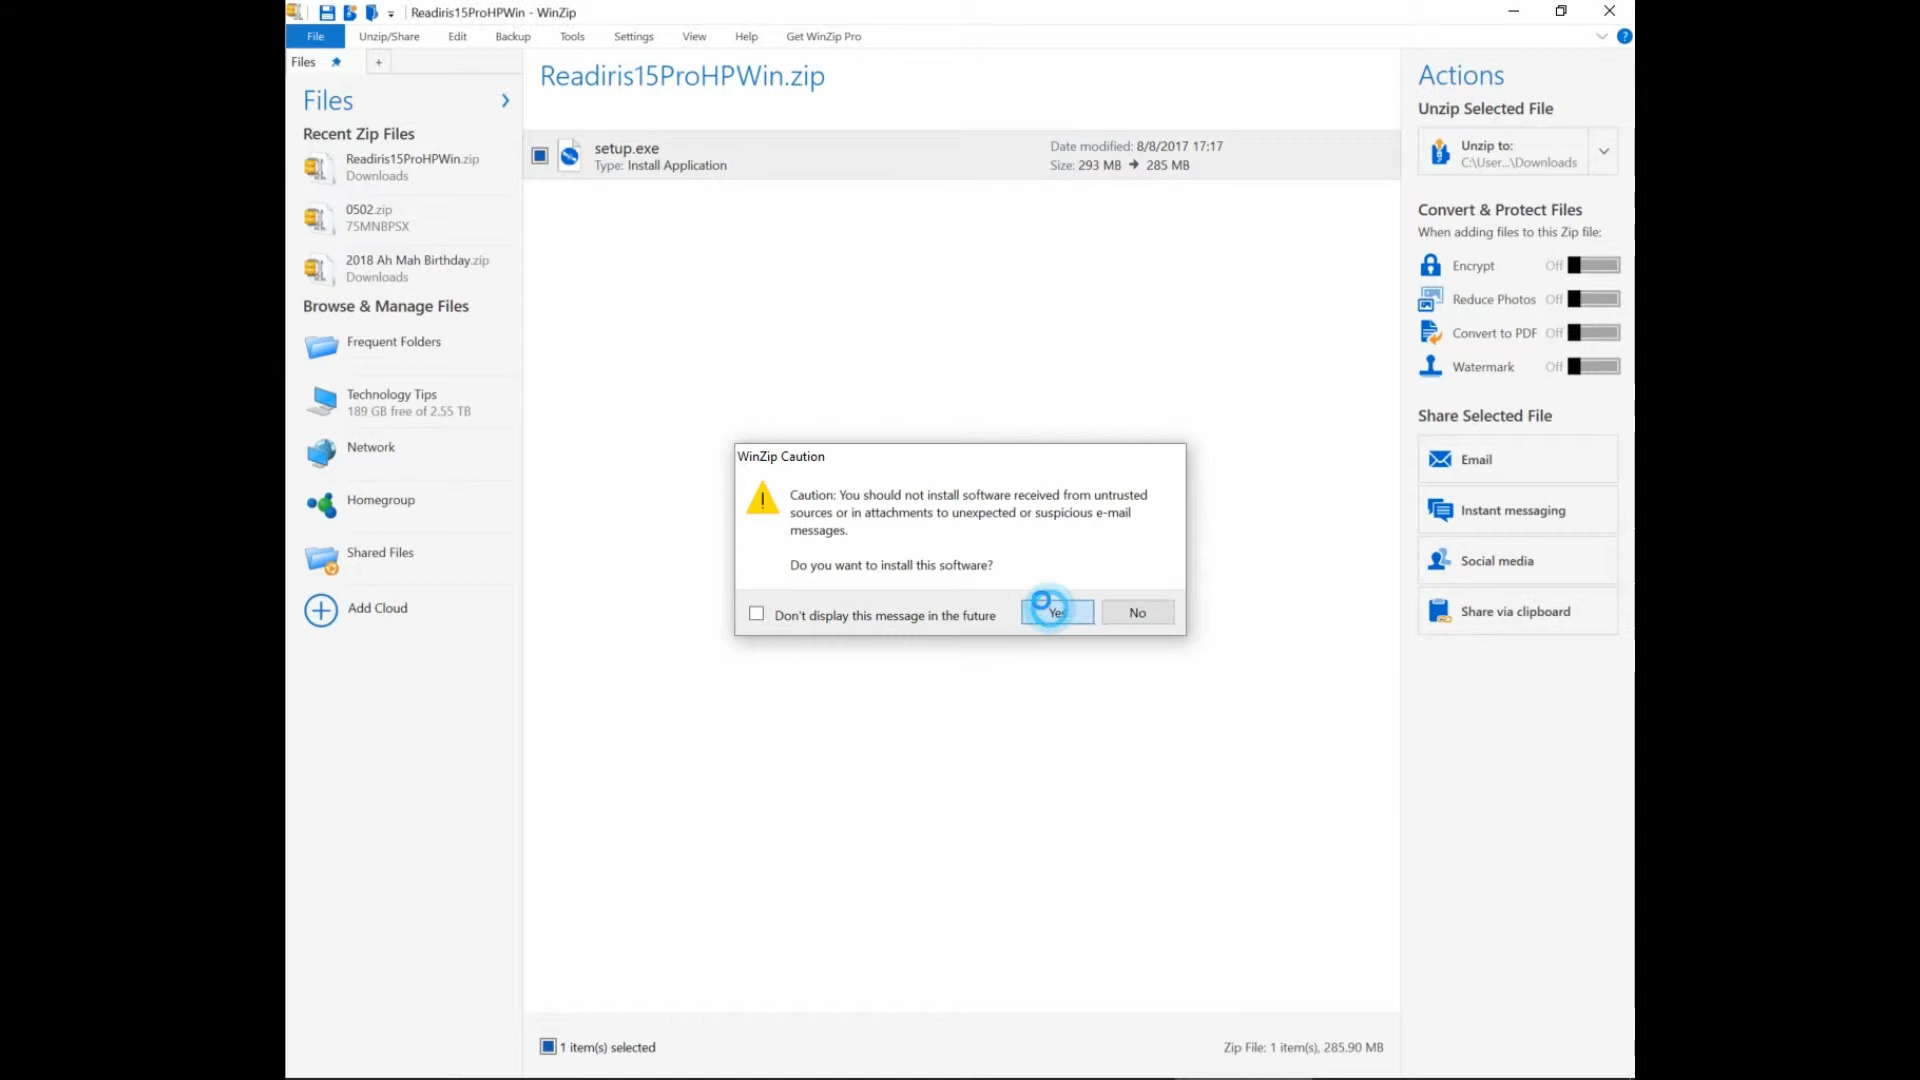 Readiris15ProHPWin - WinZip
File Unzip/Share Edit Backup Tools Settings View Help Get WinZip Pro
?
Files
+
Files
Recent Zip Files
Readiris15ProHPWin.zip
Downloads
0502.zip
75MNBPSX
2018 Ah Mah Birthday.zip
Downloads
Browse & Manage Files
Frequent Folders
Technology Tips
189 GB free of 2.55 TB
Network
Homegroup
Shared Files
Add Cloud
Readiris15ProHPWin.zip
setup.exe
Type: Install Application
Date modified: 8/8/2017 17:17
Size: 293 MB → 285 MB
WinZip Caution
Caution: You should not install software received from untrusted
sources or in attachments to unexpected or suspicious e-mail
messages.
Do you want to install this software?
Don't display this message in the future
Yes
No
1 item(s) selected
Zip File: 1 item(s), 285.90 MB
Actions
Unzip Selected File
Unzip to:
C:\User...\Downloads
Convert & Protect Files
When adding files to this Zip file:
Encrypt Off
Reduce Photos Off
Convert to PDF Off
Watermark Off
Share Selected File
Email
Instant messaging
Social media
Share via clipboard